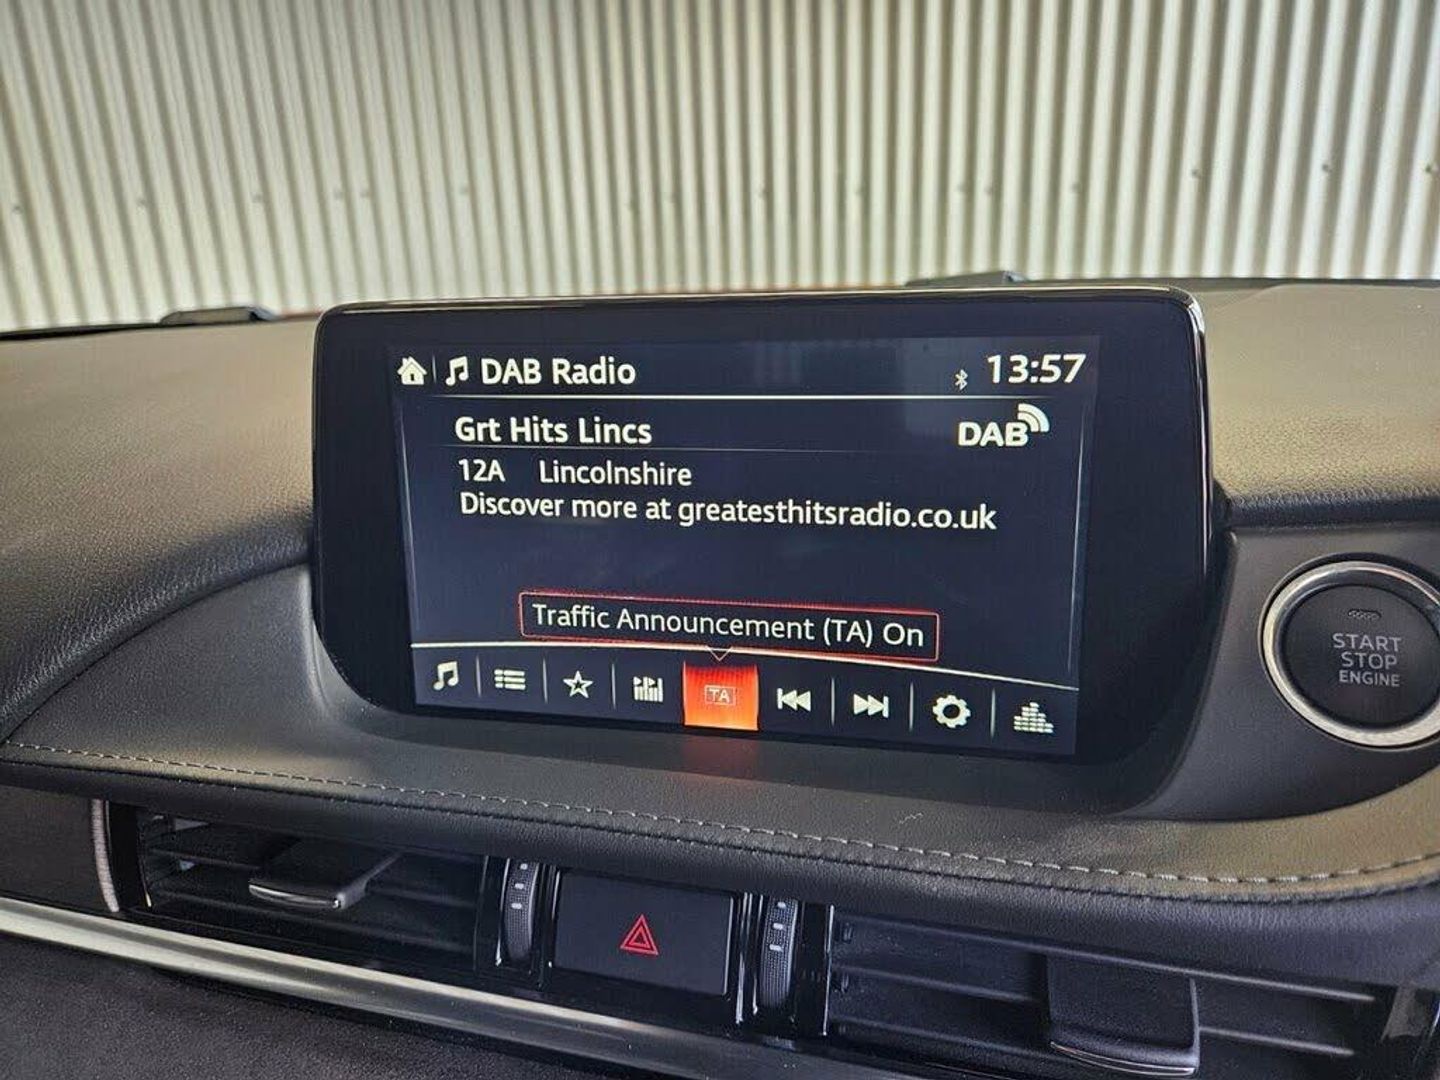 DAB Radio 13:57
Grt Hits Lincs DAB
12A Lincolnshire
Discover more at greatesthitsradio.co.uk
Traffic Announcement (TA) On
TA
START
STOP
ENGINE